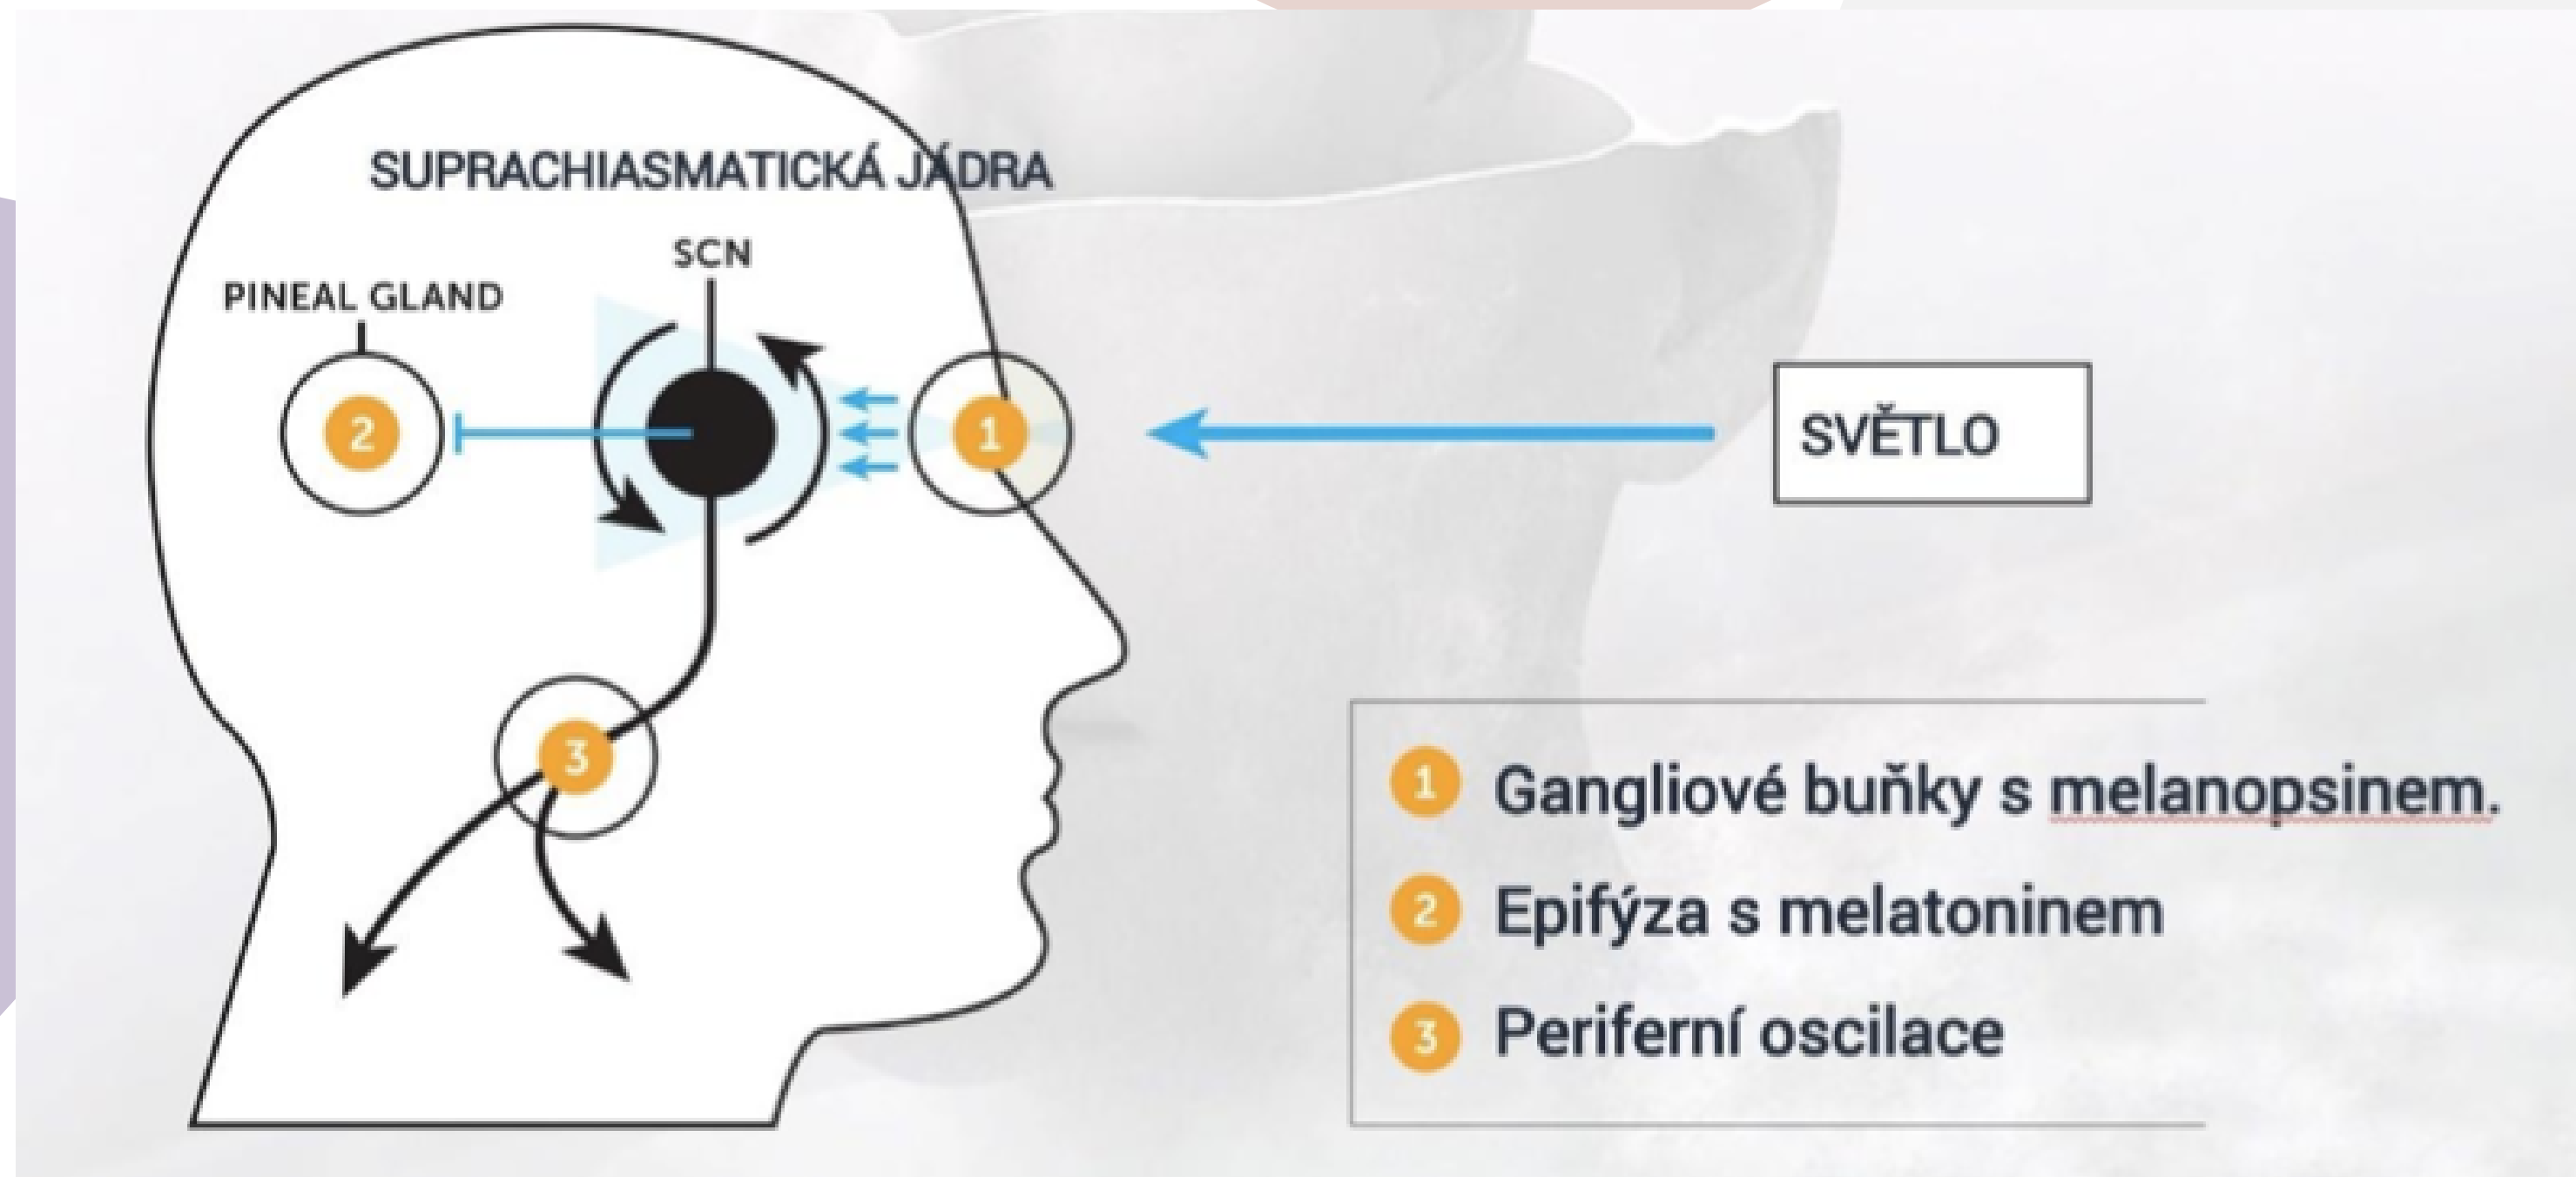 SUPRACHIASMATICKÁ JÁDRA
SCN
PINEAL GLAND
2
1
SVĚTLO
3
1 Gangliové buňky s melanopsinem.
2 Epifýza s melatoninem
3 Periferní oscilace